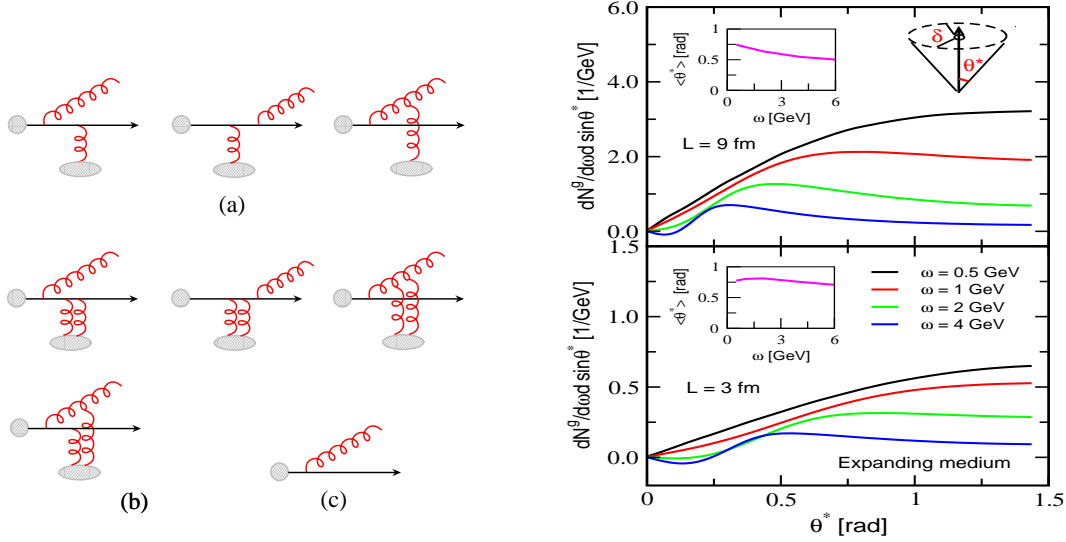 (a)
(b)
(c)
dNᵍ/dωd sinθ* [1/GeV]
6.0
4.0
2.0
0.0
<θ*> [rad]
1
0.5
0
0
3
6
ω [GeV]
δ
θ*
L = 9 fm
dNᵍ/dωd sinθ* [1/GeV]
1.5
1.0
0.5
0.0
<θ*> [rad]
1
0.5
0
0
3
6
ω [GeV]
ω = 0.5 GeV
ω = 1 GeV
ω = 2 GeV
ω = 4 GeV
L = 3 fm
Expanding medium
0
0.5
1
1.5
θ* [rad]